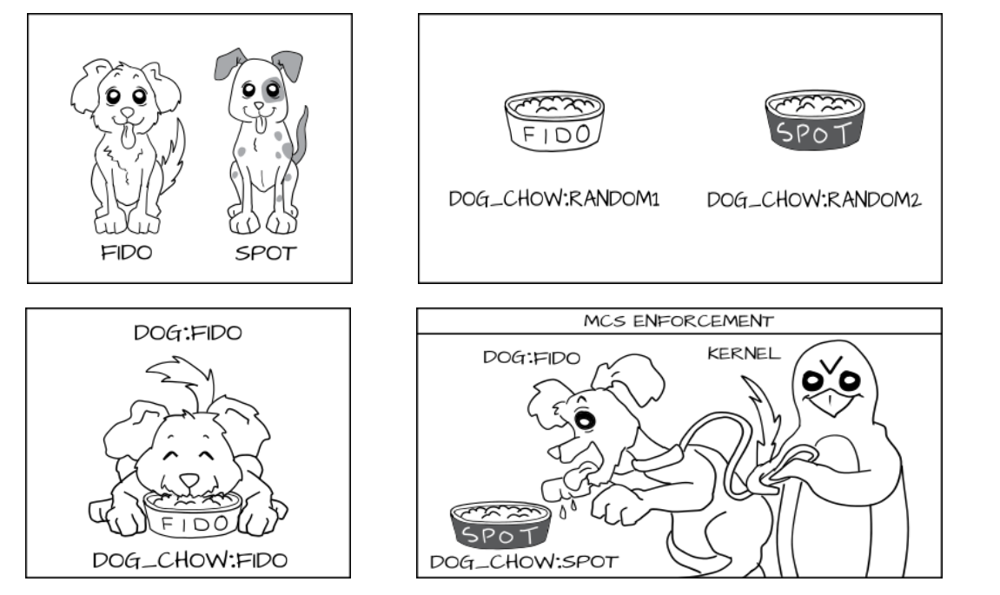 FIDO
SPOT
FIDO
SPOT
DOG_CHOW:RANDOM1
DOG_CHOW:RANDOM2
DOG:FIDO
FIDO
DOG_CHOW:FIDO
MCS ENFORCEMENT
DOG:FIDO
KERNEL
SPOT
DOG_CHOW:SPOT